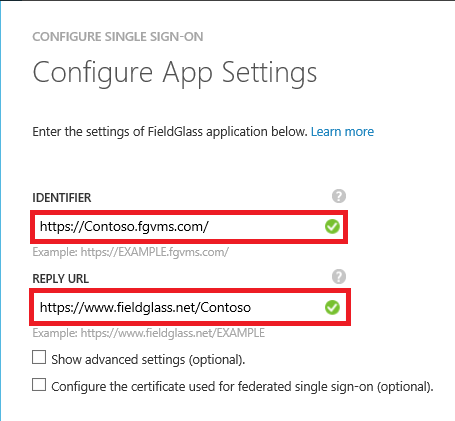 CONFIGURE SINGLE SIGN-ON
Configure App Settings
Enter the settings of FieldGlass application below. Learn more
IDENTIFIER ?
https://Contoso.fgvms.com/
Example: https://EXAMPLE.fgvms.com/
REPLY URL ?
https://www.fieldglass.net/Contoso
Example: https://www.fieldglass.net/EXAMPLE
Show advanced settings (optional).
Configure the certificate used for federated single sign-on (optional).